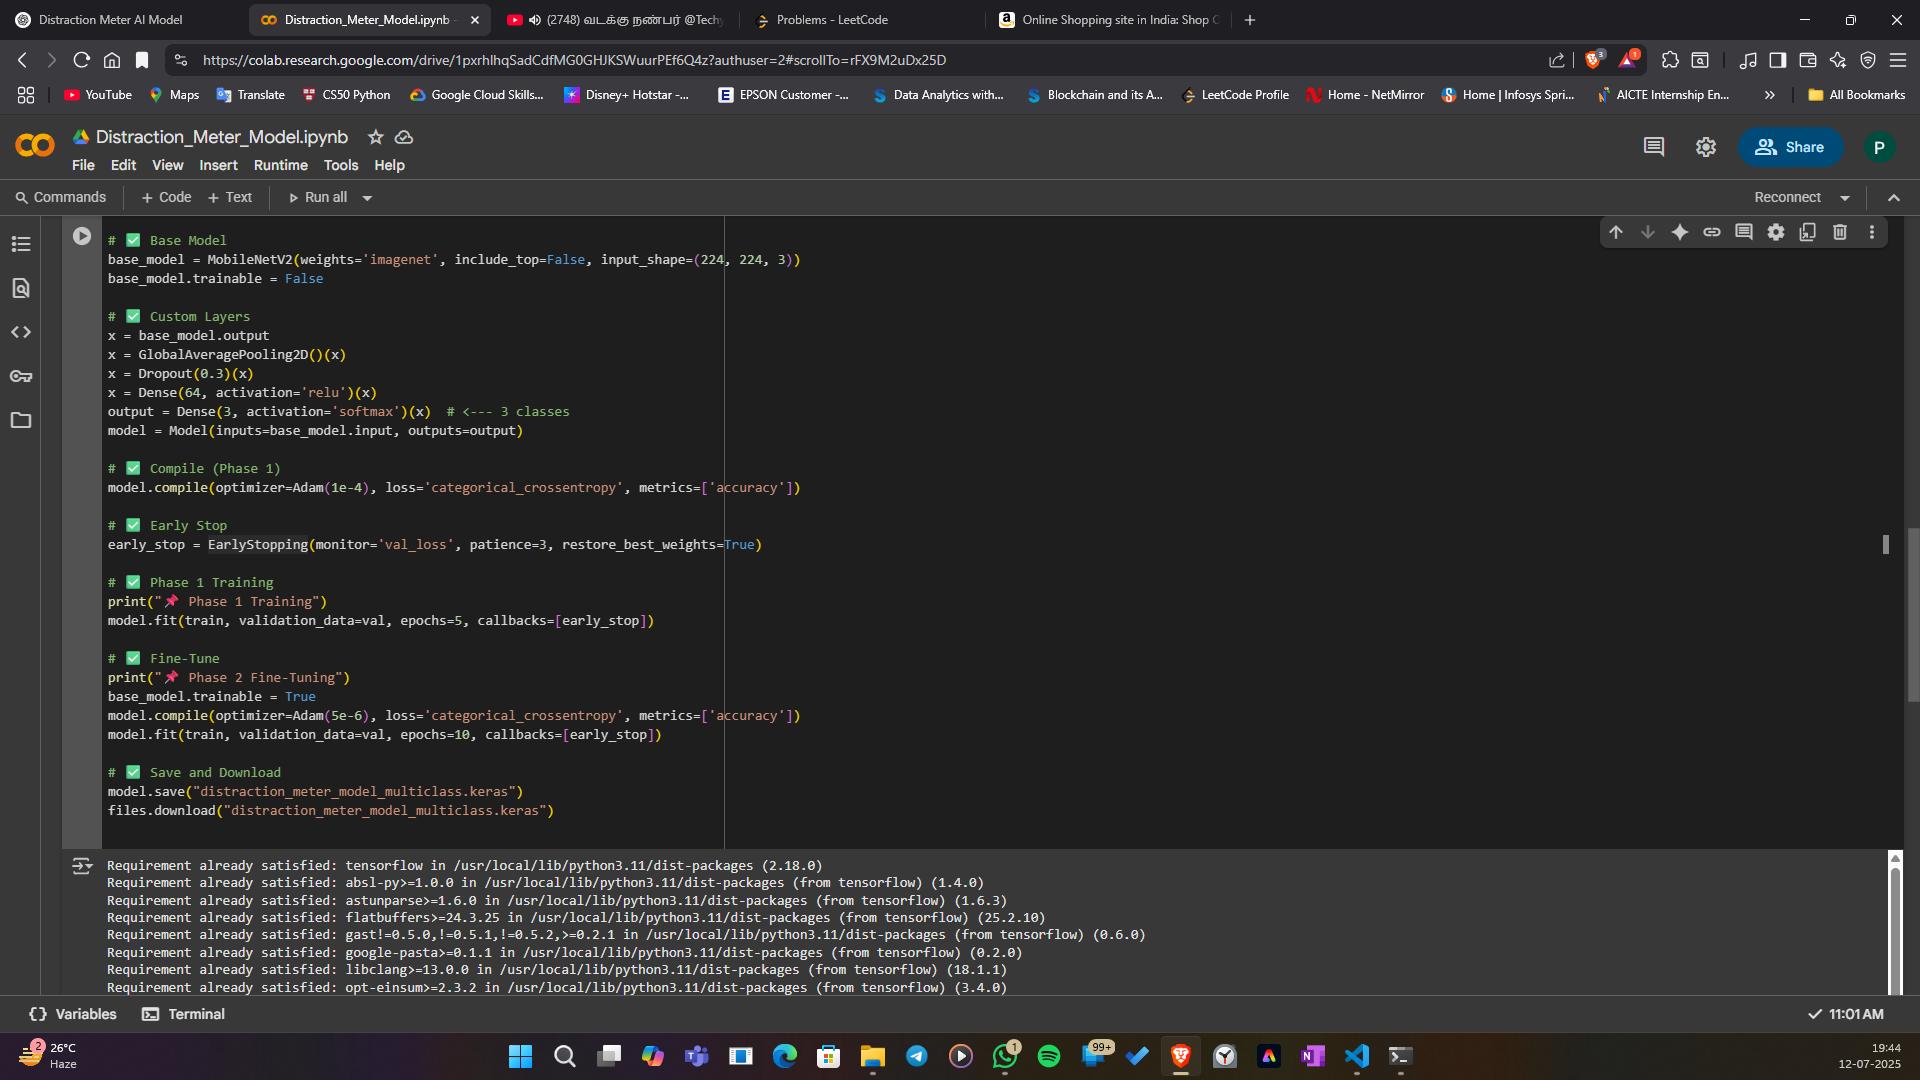 Distraction Meter AI Model
Distraction_Meter_Model.ipynb
(2748) வடக்கு நண்பர் @Techy
Problems - LeetCode
Online Shopping site in India: Shop O
https://colab.research.google.com/drive/1pxrhIhqSadCdfMG0GHJKSWuurPEf6Q4z?authuser=2#scrollTo=rFX9M2uDx25D
3
1
YouTube
Maps
Translate
CS50 Python
Google Cloud Skills...
Disney+ Hotstar -...
EPSON Customer -...
Data Analytics with...
Blockchain and its A...
LeetCode Profile
Home - NetMirror
Home | Infosys Spri...
AICTE Internship En...
All Bookmarks
Distraction_Meter_Model.ipynb
File Edit View Insert Runtime Tools Help
Share
P
Commands + Code + Text Run all
Reconnect
# ✅ Base Model
base_model = MobileNetV2(weights='imagenet', include_top=False, input_shape=(224, 224, 3))
base_model.trainable = False
# ✅ Custom Layers
x = base_model.output
x = GlobalAveragePooling2D()(x)
x = Dropout(0.3)(x)
x = Dense(64, activation='relu')(x)
output = Dense(3, activation='softmax')(x)  # <--- 3 classes
model = Model(inputs=base_model.input, outputs=output)
# ✅ Compile (Phase 1)
model.compile(optimizer=Adam(1e-4), loss='categorical_crossentropy', metrics=['accuracy'])
# ✅ Early Stop
early_stop = EarlyStopping(monitor='val_loss', patience=3, restore_best_weights=True)
# ✅ Phase 1 Training
print("📌 Phase 1 Training")
model.fit(train, validation_data=val, epochs=5, callbacks=[early_stop])
# ✅ Fine-Tune
print("📌 Phase 2 Fine-Tuning")
base_model.trainable = True
model.compile(optimizer=Adam(5e-6), loss='categorical_crossentropy', metrics=['accuracy'])
model.fit(train, validation_data=val, epochs=10, callbacks=[early_stop])
# ✅ Save and Download
model.save("distraction_meter_model_multiclass.keras")
files.download("distraction_meter_model_multiclass.keras")
Requirement already satisfied: tensorflow in /usr/local/lib/python3.11/dist-packages (2.18.0)
Requirement already satisfied: absl-py>=1.0.0 in /usr/local/lib/python3.11/dist-packages (from tensorflow) (1.4.0)
Requirement already satisfied: astunparse>=1.6.0 in /usr/local/lib/python3.11/dist-packages (from tensorflow) (1.6.3)
Requirement already satisfied: flatbuffers>=24.3.25 in /usr/local/lib/python3.11/dist-packages (from tensorflow) (25.2.10)
Requirement already satisfied: gast!=0.5.0,!=0.5.1,!=0.5.2,>=0.2.1 in /usr/local/lib/python3.11/dist-packages (from tensorflow) (0.6.0)
Requirement already satisfied: google-pasta>=0.1.1 in /usr/local/lib/python3.11/dist-packages (from tensorflow) (0.2.0)
Requirement already satisfied: libclang>=13.0.0 in /usr/local/lib/python3.11/dist-packages (from tensorflow) (18.1.1)
Requirement already satisfied: opt-einsum>=2.3.2 in /usr/local/lib/python3.11/dist-packages (from tensorflow) (3.4.0)
Variables Terminal
11:01 AM
2
26°C
Haze
1
99+
19:44
12-07-2025